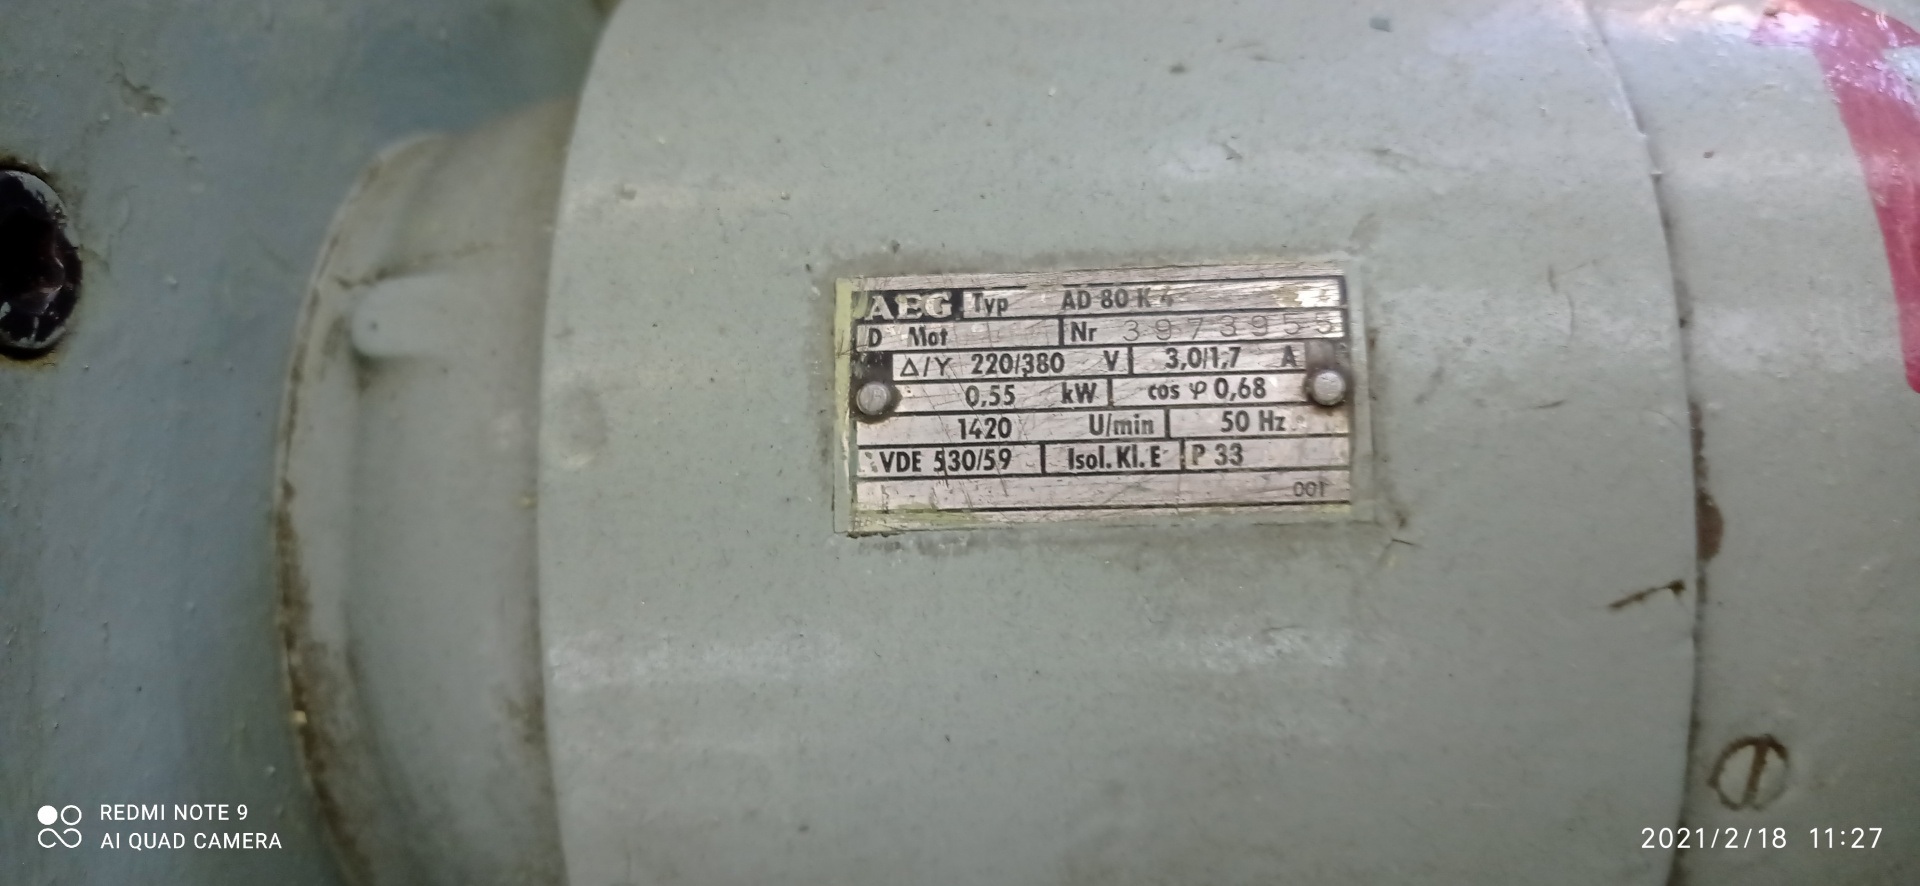 AEG Typ AD 80 K 4
D Mot Nr 3973955
Δ/Y 220/380 V 3,0/1,7 A
0,55 kW cos φ 0,68
1420 U/min 50 Hz
VDE 530/59 Isol. Kl. E P 33
001
REDMI NOTE 9
AI QUAD CAMERA
2021/2/18 11:27